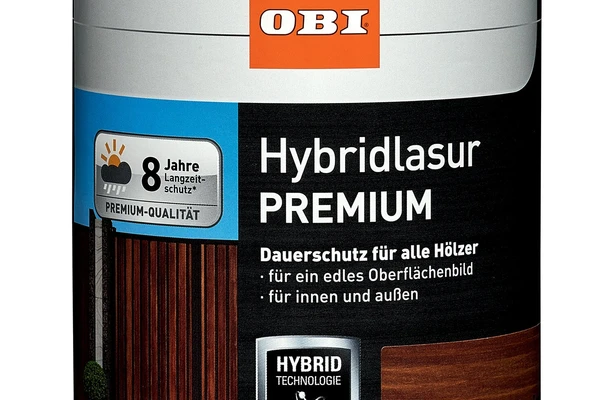 OBI
Hybridlasur
PREMIUM
8 Jahre
Langzeit-
schutz*
PREMIUM-QUALITÄT
Dauerschutz für alle Hölzer
· für ein edles Oberflächenbild
· für innen und außen
HYBRID
TECHNOLOGIE